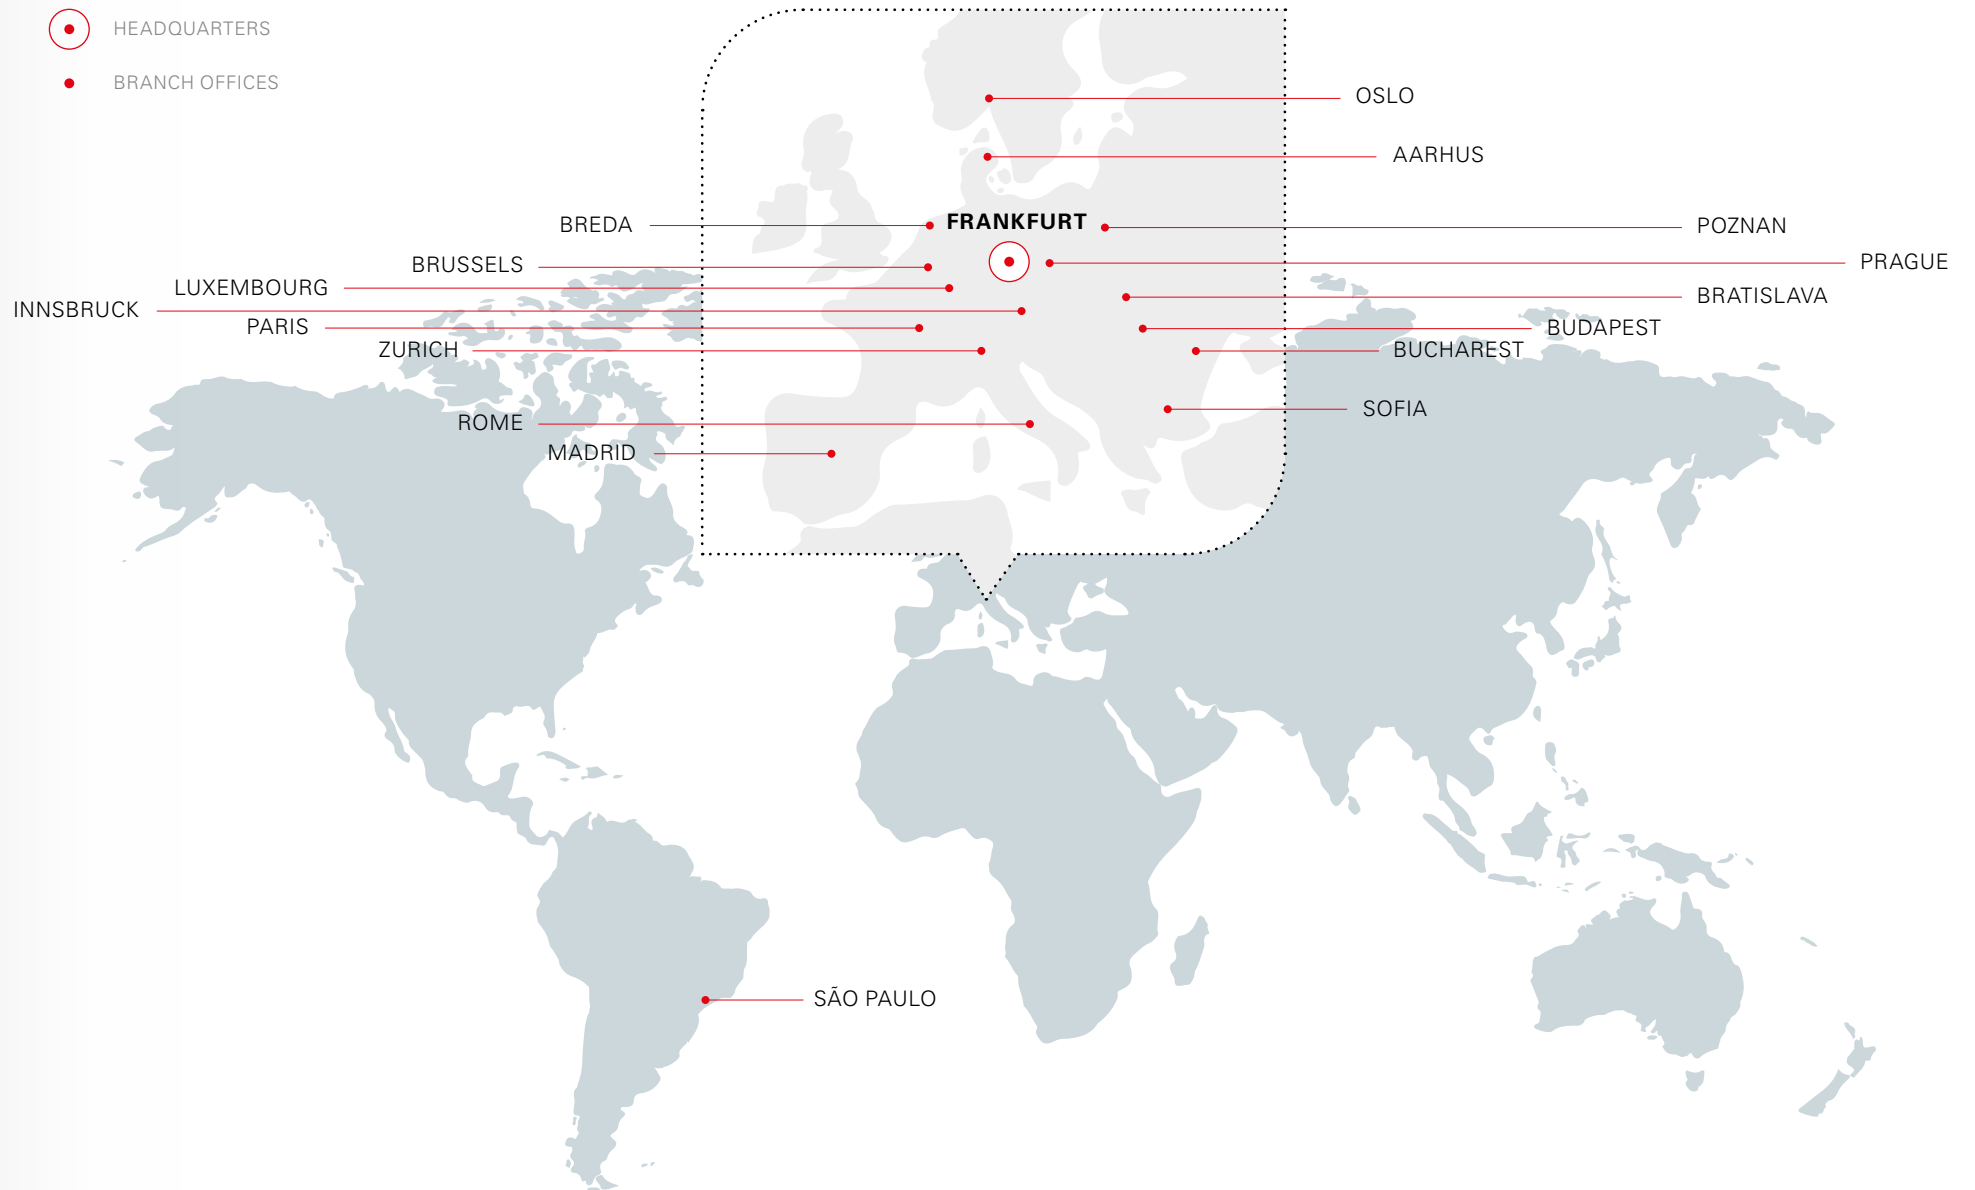 HEADQUARTERS
BRANCH OFFICES
OSLO
AARHUS
BREDA
FRANKFURT
POZNAN
BRUSSELS
PRAGUE
LUXEMBOURG
BRATISLAVA
INNSBRUCK
PARIS
BUDAPEST
ZURICH
BUCHAREST
SOFIA
ROME
MADRID
SÃO PAULO